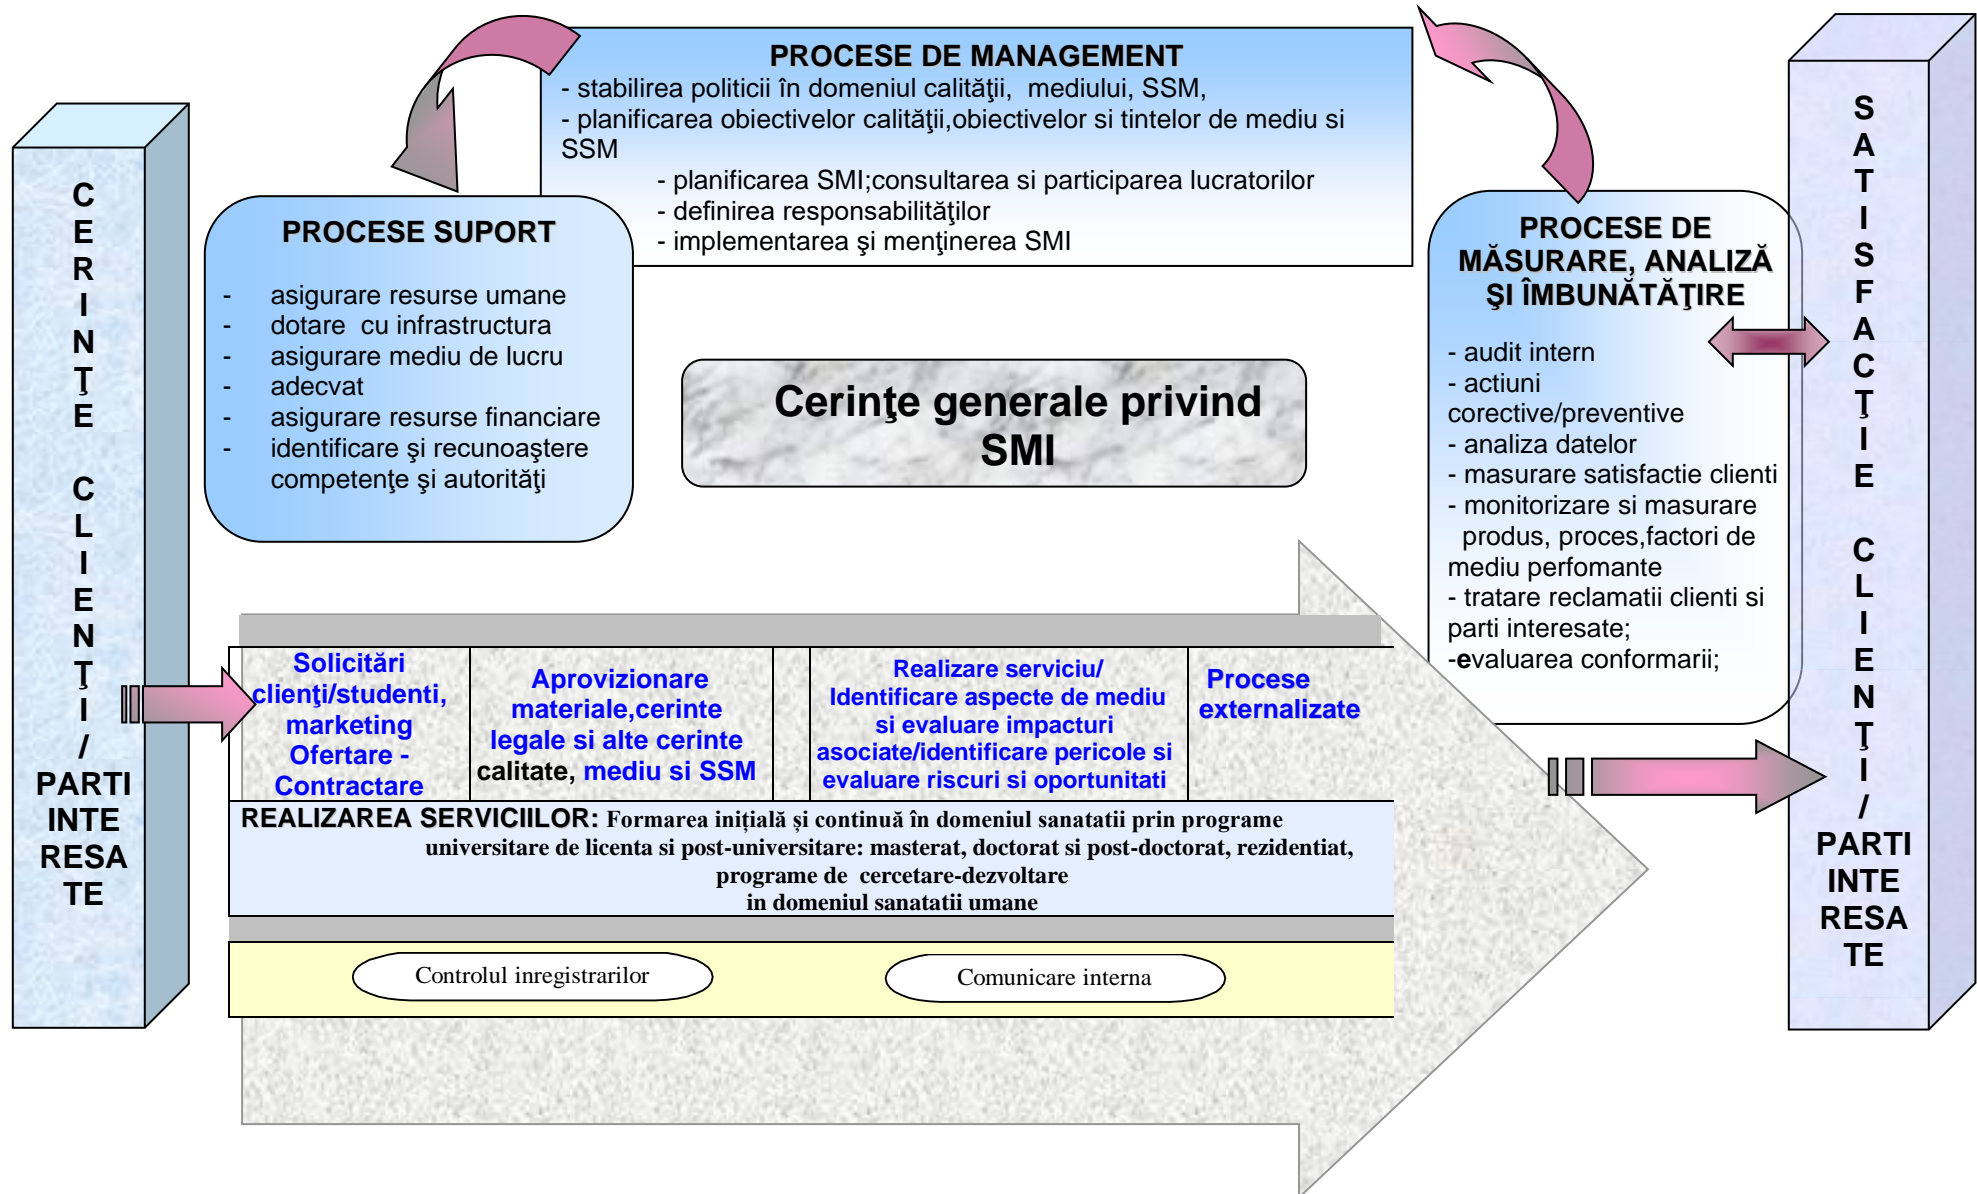 PROCESE DE MANAGEMENT
- stabilirea politicii în domeniul calităţii, mediului, SSM,
- planificarea obiectivelor calităţii,obiectivelor si tintelor de mediu si
SSM
- planificarea SMI;consultarea si participarea lucratorilor
- definirea responsabilităţilor
- implementarea şi menţinerea SMI
C
E
R
I
N
Ţ
E
C
L
I
E
N
Ţ
I
/
PARTI
INTE
RESA
TE
PROCESE SUPORT
- asigurare resurse umane
- dotare cu infrastructura
- asigurare mediu de lucru
- adecvat
- asigurare resurse financiare
- identificare şi recunoaştere
competenţe şi autorităţi
Cerinţe generale privind
SMI
PROCESE DE
MĂSURARE, ANALIZĂ
ŞI ÎMBUNĂTĂŢIRE
- audit intern
- actiuni
corective/preventive
- analiza datelor
- masurare satisfactie clienti
- monitorizare si masurare
produs, proces,factori de
mediu perfomante
- tratare reclamatii clienti si
parti interesate;
-evaluarea conformarii;
S
A
T
I
S
F
A
C
Ţ
I
E
C
L
I
E
N
Ţ
I
/
PARTI
INTE
RESA
TE
Solicitări
clienţi/studenti,
marketing
Ofertare -
Contractare
Aprovizionare
materiale,cerinte
legale si alte cerinte
calitate, mediu si SSM
Realizare serviciu/
Identificare aspecte de mediu
si evaluare impacturi
asociate/identificare pericole si
evaluare riscuri si oportunitati
Procese
externalizate
REALIZAREA SERVICIILOR: Formarea inițială și continuă în domeniul sanatatii prin programe
universitare de licenta si post-universitare: masterat, doctorat si post-doctorat, rezidentiat,
programe de cercetare-dezvoltare
in domeniul sanatatii umane
Controlul inregistrarilor
Comunicare interna